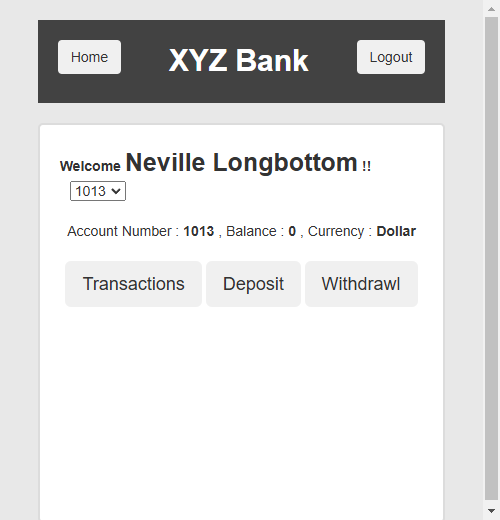 Home XYZ Bank Logout
Welcome Neville Longbottom !!
1013
Account Number : 1013 , Balance : 0 , Currency : Dollar
Transactions Deposit Withdrawl